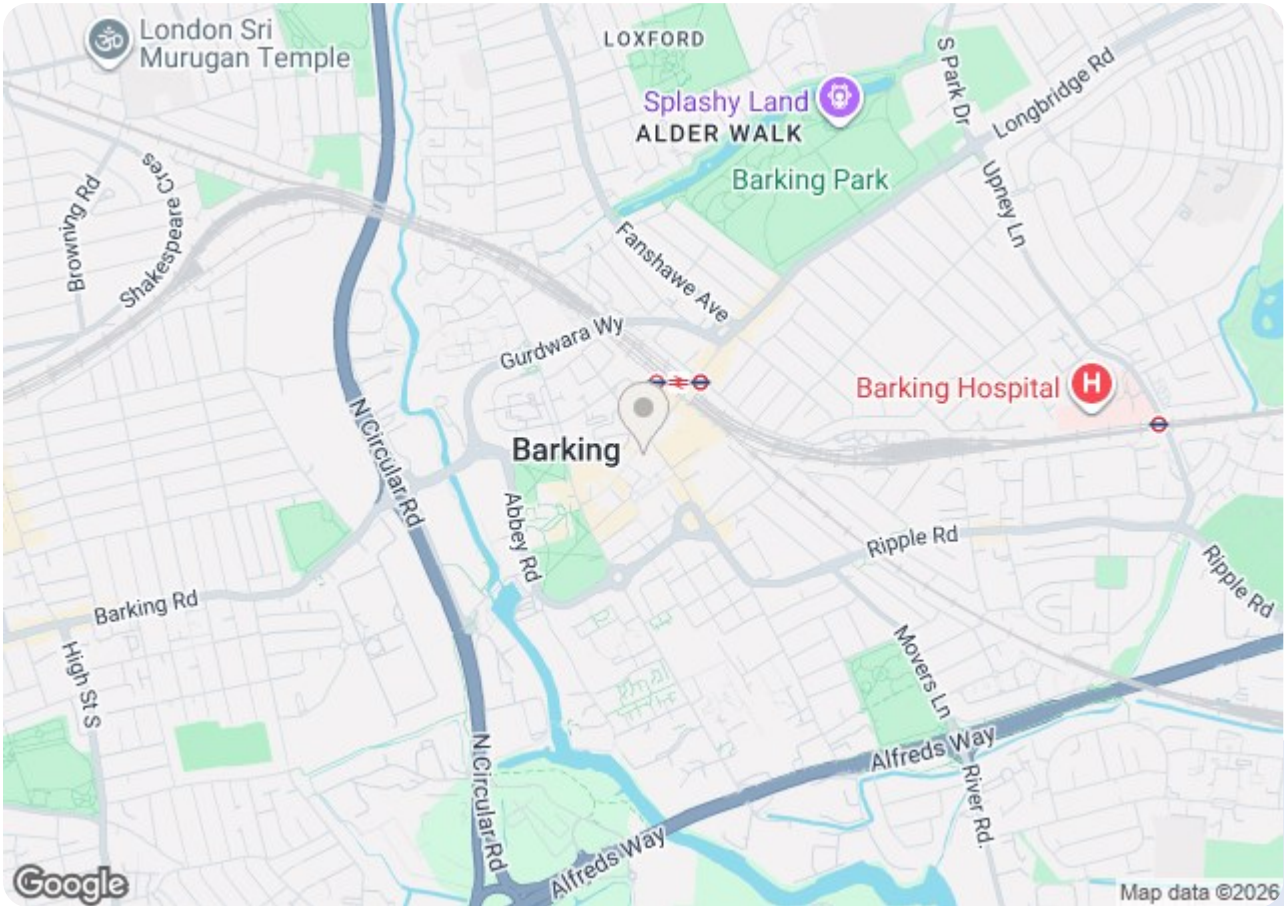 London Sri
Murugan Temple
LOXFORD
S Park Dr
Longbridge Rd
Splashy Land
ALDER WALK
Barking Park
Upney Ln
Browning Rd
Shakespeare Cres
Fanshawe Ave
Gurdwara Wy
Barking Hospital
H
N Circular Rd
Barking
Abbey Rd
Ripple Rd
Ripple Rd
Barking Rd
High St S
Movers Ln
Alfreds Way
N Circular Rd
River Rd.
Alfreds Way
Google
Map data ©2026